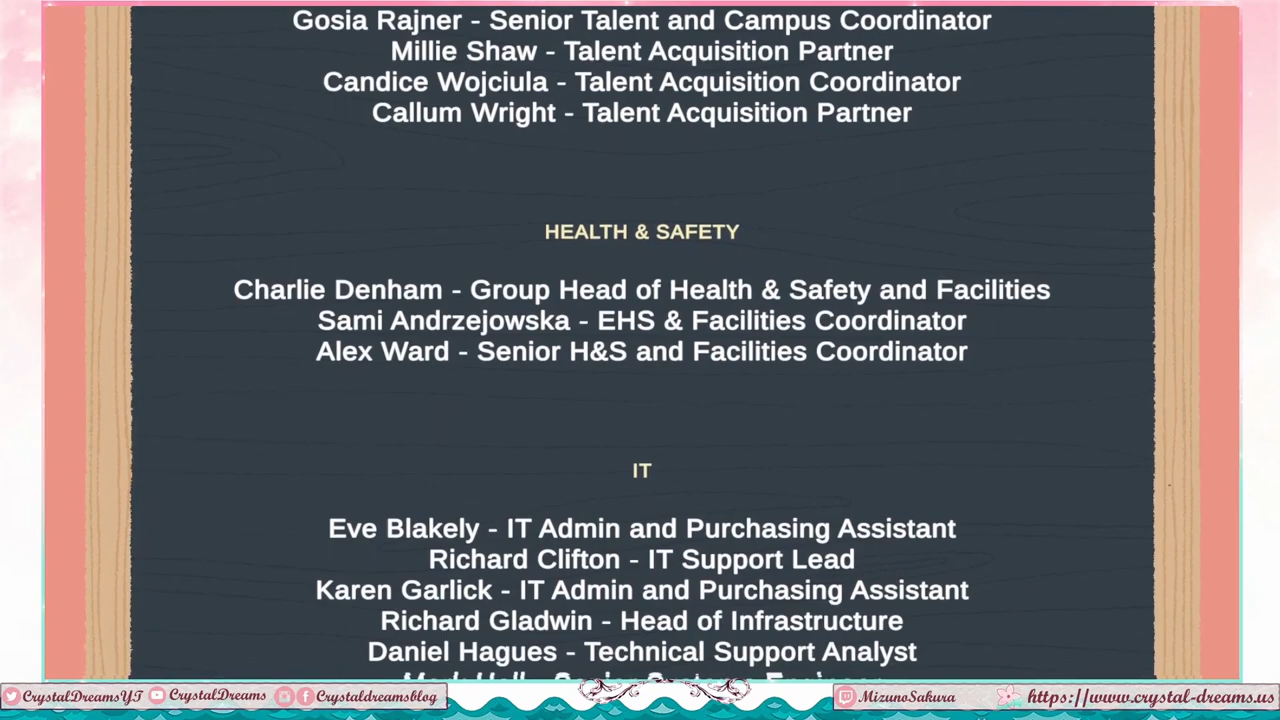 Gosia Rajner - Senior Talent and Campus Coordinator
Millie Shaw - Talent Acquisition Partner
Candice Wojciula - Talent Acquisition Coordinator
Callum Wright - Talent Acquisition Partner
HEALTH & SAFETY
Charlie Denham - Group Head of Health & Safety and Facilities
Sami Andrzejowska - EHS & Facilities Coordinator
Alex Ward - Senior H&S and Facilities Coordinator
IT
Eve Blakely - IT Admin and Purchasing Assistant
Richard Clifton - IT Support Lead
Karen Garlick - IT Admin and Purchasing Assistant
Richard Gladwin - Head of Infrastructure
Daniel Hagues - Technical Support Analyst
CrystalDreamsYT CrystalDreams Crystaldreamsblog MizunoSakura https://www.crystal-dreams.us